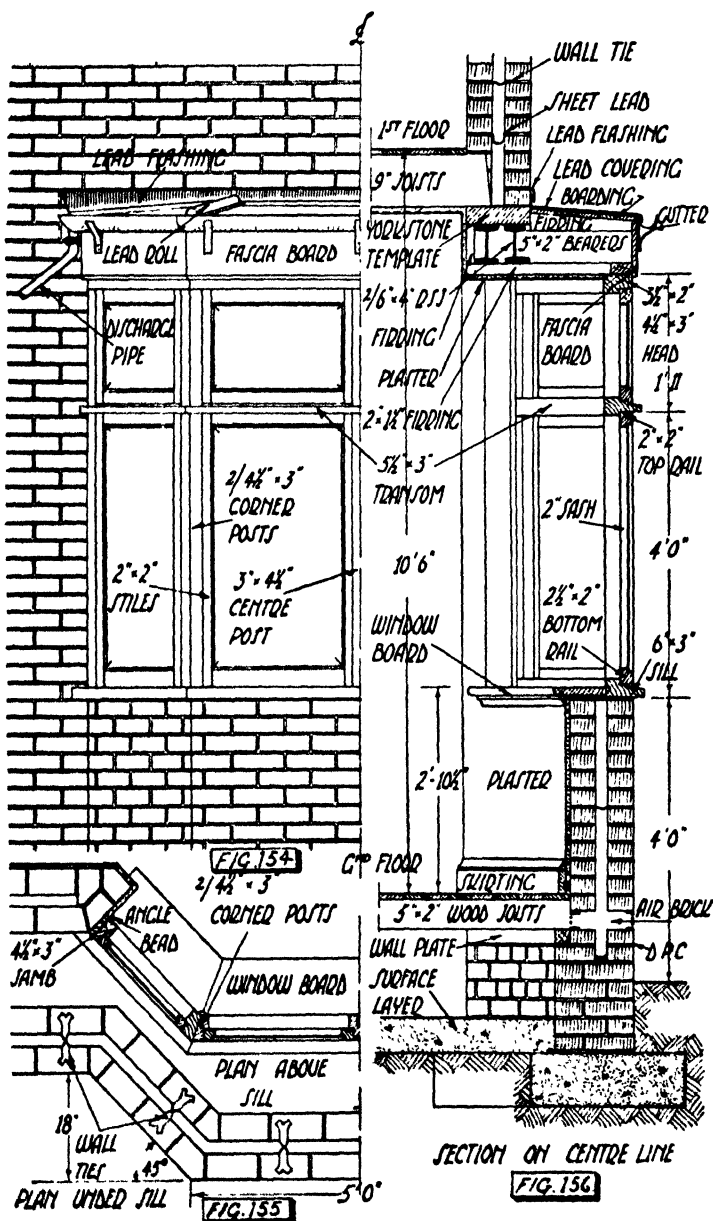 ℄
WALL TIE
SHEET LEAD
LEAD FLASHING
LEAD COVERING
BOARDING
GUTTER
1ST FLOOR
9" JOISTS
LEAD FLASHING
LEAD ROLL
FASCIA BOARD
DISCHARGE
PIPE
YORKSTONE
TEMPLATE
FIRDING
5"×2" BEARERS
2/6"×4" RSJ
FIRDING
PLASTER
2"×1½" FIRDING
FASCIA
BOARD
3½"×2"
4½"×3"
HEAD
1' 11
2"×2"
TOP RAIL
5½"×3"
TRANSOM
2/4½"×3"
CORNER
POSTS
2"×2"
STILES
3"×4½"
CENTRE
POST
10'6"
2" SASH
4'0"
2½"×2"
BOTTOM
RAIL
WINDOW
BOARD
6"×3"
SILL
2'-10½"
PLASTER
4'0"
FIG. 154
GND FLOOR
SKIRTING
5"×2" WOOD JOISTS
AIR BRICK
WALL PLATE
D.P.C
SURFACE
LAYER
2/4½"×3"
CORNER POSTS
ANGLE
BEAD
4½"×3"
JAMB
WINDOW BOARD
PLAN ABOVE
SILL
18"
WALL
TIES
45°
PLAN UNDER SILL
FIG. 155
5'0"
SECTION ON CENTRE LINE
FIG. 156